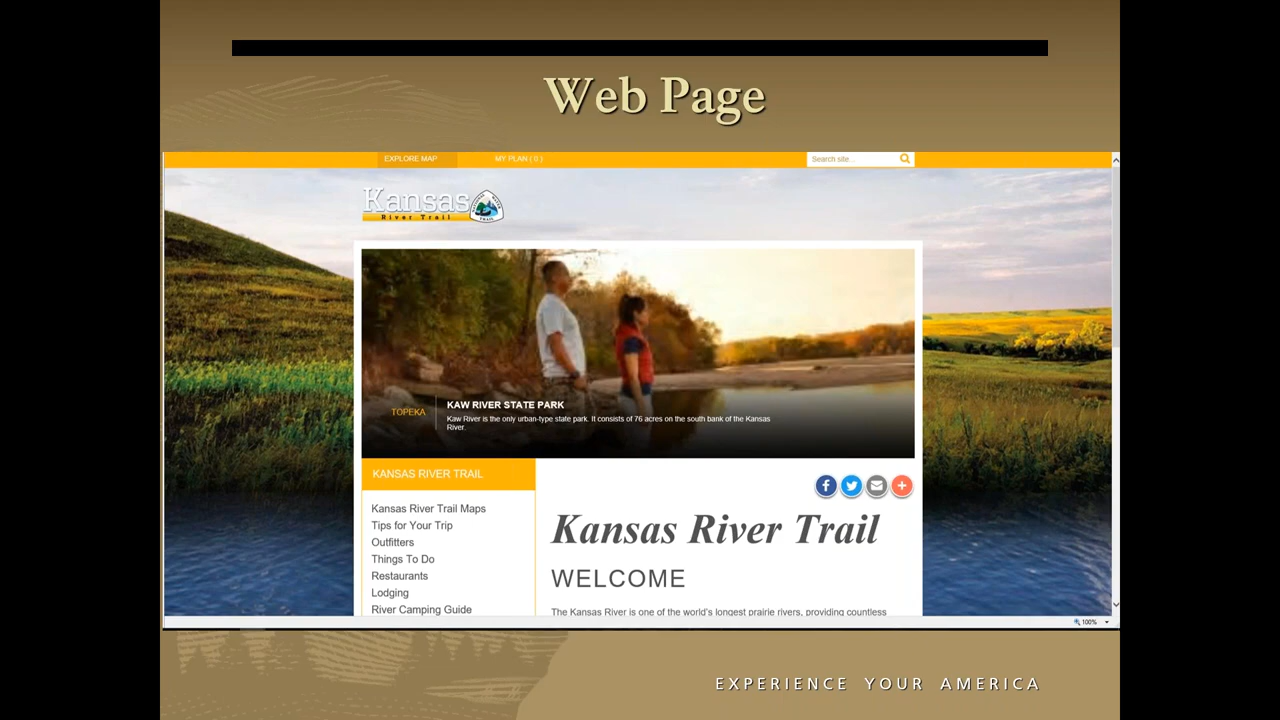 Web Page
EXPLORE MAP
MY PLAN ( 0 )
Search site...
Kansas
River Trail
TOPEKA
KAW RIVER STATE PARK
Kaw River is the only urban-type state park. It consists of 76 acres on the south bank of the Kansas
River.
KANSAS RIVER TRAIL
Kansas River Trail Maps
Tips for Your Trip
Outfitters
Things To Do
Restaurants
Lodging
River Camping Guide
Kansas River Trail
WELCOME
The Kansas River is one of the world's longest prairie rivers, providing countless
100%
EXPERIENCE YOUR AMERICA